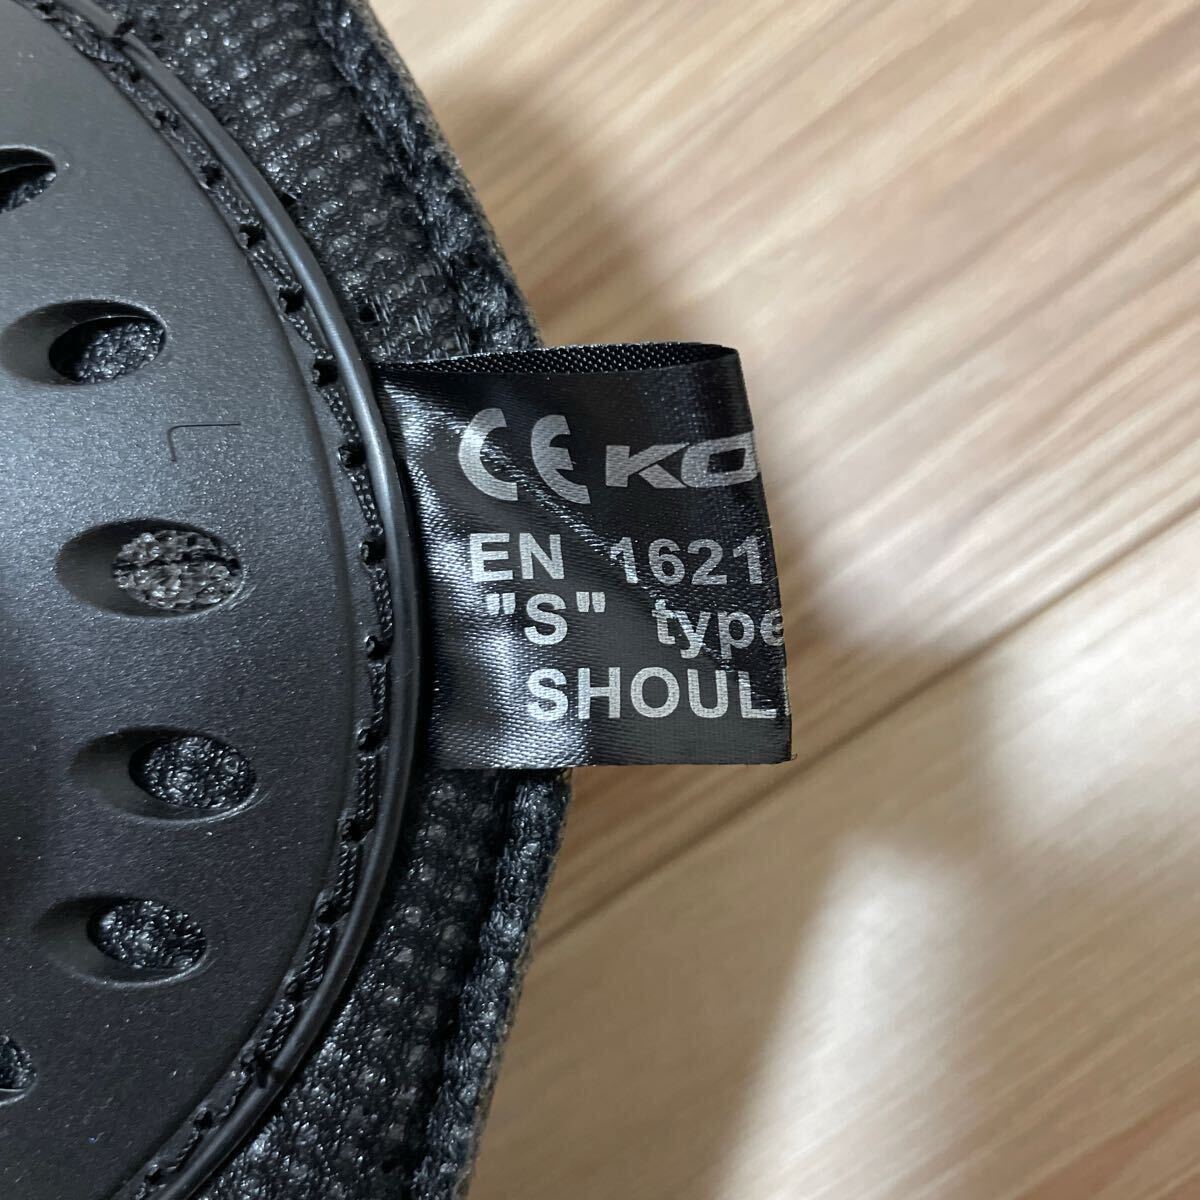 L
CE KO
EN 1621
"S" type
SHOUL